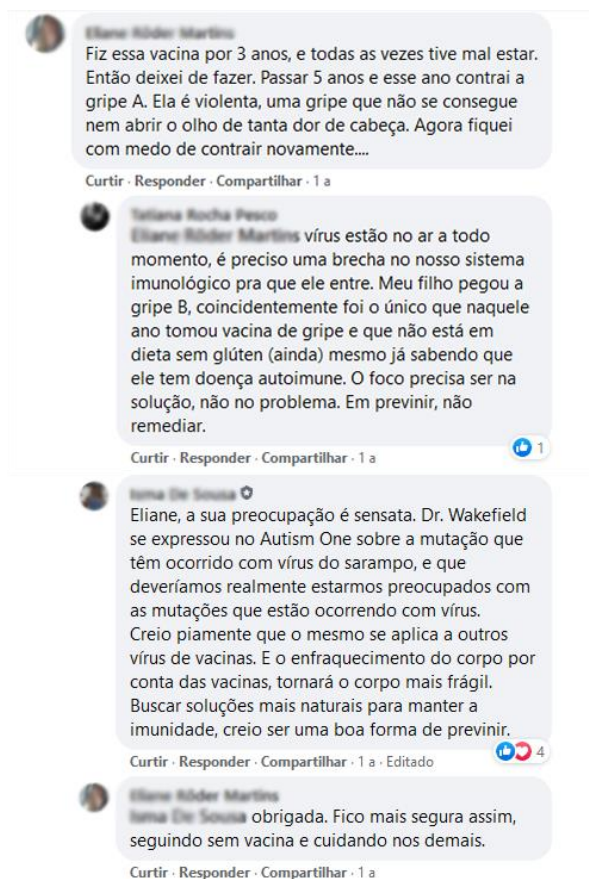 Fiz essa vacina por 3 anos, e todas as vezes tive mal estar.
Então deixei de fazer. Passar 5 anos e esse ano contrai a
gripe A. Ela é violenta, uma gripe que não se consegue
nem abrir o olho de tanta dor de cabeça. Agora fiquei
com medo de contrair novamente....
Curtir · Responder · Compartilhar · 1 a
vírus estão no ar a todo
momento, é preciso uma brecha no nosso sistema
imunológico pra que ele entre. Meu filho pegou a
gripe B, coincidentemente foi o único que naquele
ano tomou vacina de gripe e que não está em
dieta sem glúten (ainda) mesmo já sabendo que
ele tem doença autoimune. O foco precisa ser na
solução, não no problema. Em previnir, não
remediar.
1
Curtir · Responder · Compartilhar · 1 a
Eliane, a sua preocupação é sensata. Dr. Wakefield
se expressou no Autism One sobre a mutação que
têm ocorrido com vírus do sarampo, e que
deveríamos realmente estarmos preocupados com
as mutações que estão ocorrendo com vírus.
Creio piamente que o mesmo se aplica a outros
vírus de vacinas. E o enfraquecimento do corpo por
conta das vacinas, tornará o corpo mais frágil.
Buscar soluções mais naturais para manter a
imunidade, creio ser uma boa forma de previnir.
4
Curtir · Responder · Compartilhar · 1 a · Editado
obrigada. Fico mais segura assim,
seguindo sem vacina e cuidando nos demais.
Curtir · Responder · Compartilhar · 1 a